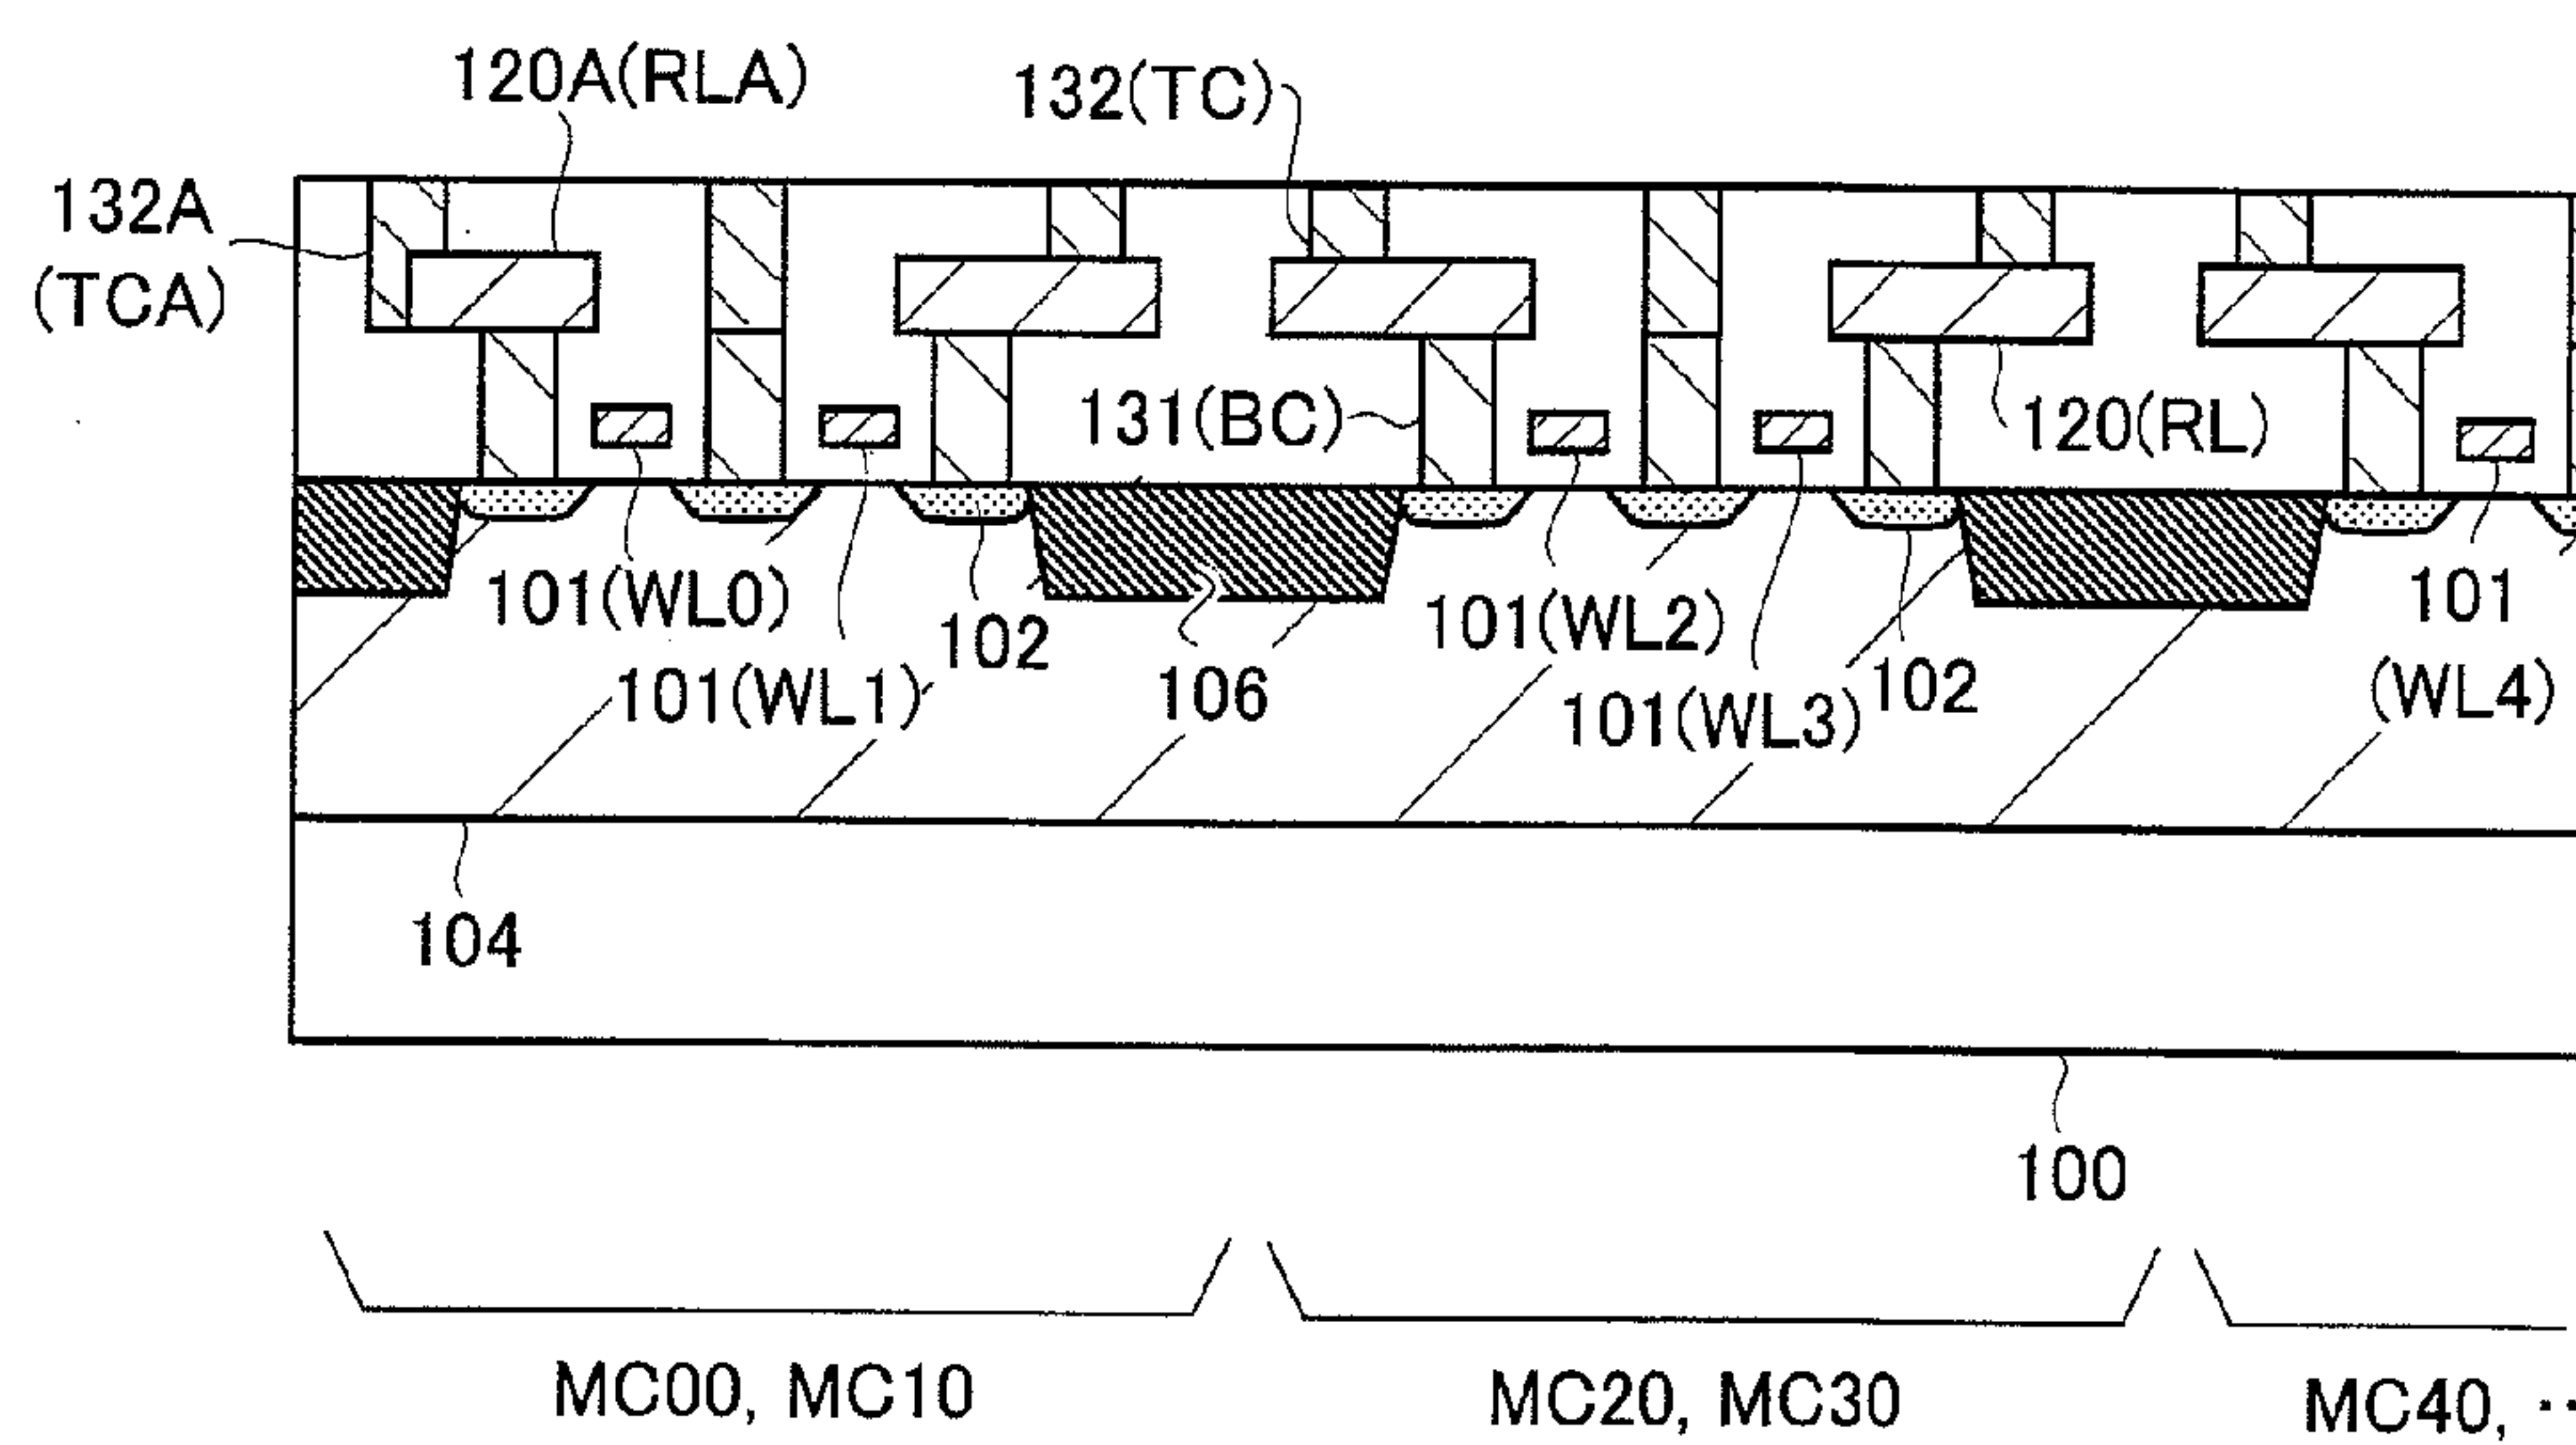 120A(RLA)
132(TC)
132A
(TCA)
131(BC)
120(RL)
101(WL0)
102
101(WL1)
106
101(WL2)
102
101(WL3)
101
(WL4)
104
100
MC00, MC10
MC20, MC30
MC40, ··